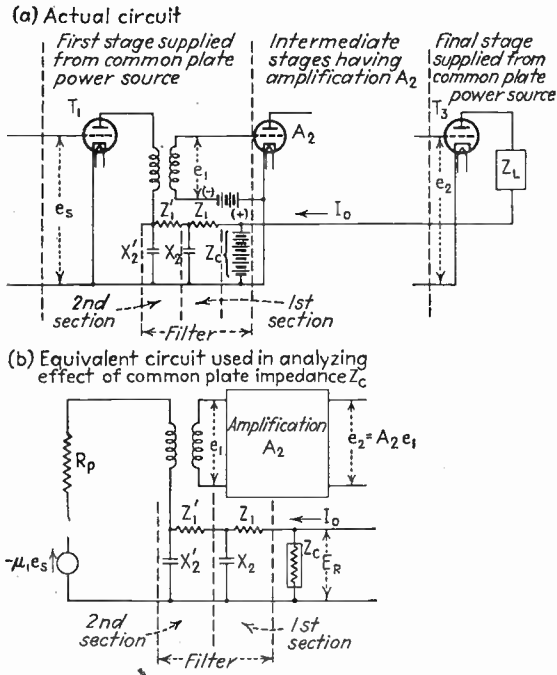 (a) Actual circuit
First stage supplied
from common plate
power source
Intermediate
stages having
amplification A2
Final stage
supplied from
common plate
power source
T1
A2
T3
es
e1
e2
ZL
(-)
(+)
Z1'
Z1
I0
X2'
X2
Zc
2nd
section
1st
section
Filter
(b) Equivalent circuit used in analyzing
effect of common plate impedance Zc
Rp
e1
Amplification
A2
e2 = A2 e1
Z1'
Z1
I0
-μ1es
X2'
X2
Zc
ER
2nd
section
1st
section
Filter